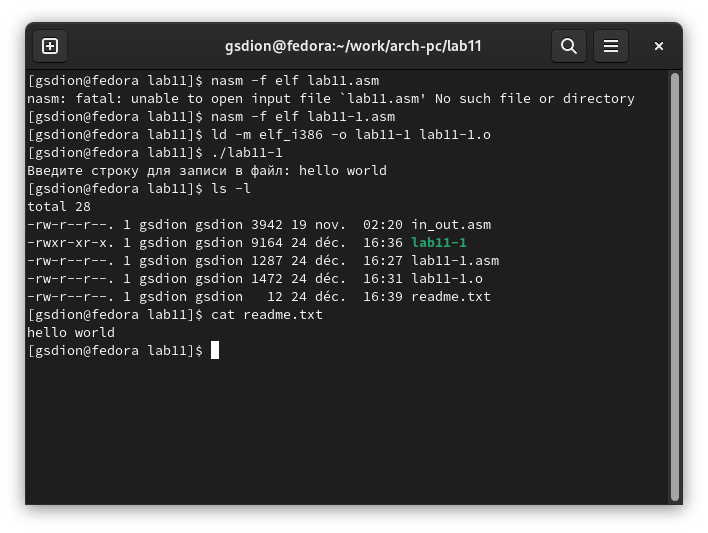 gsdion@fedora:~/work/arch-pc/lab11
[gsdion@fedora lab11]$ nasm -f elf lab11.asm
nasm: fatal: unable to open input file `lab11.asm' No such file or directory
[gsdion@fedora lab11]$ nasm -f elf lab11-1.asm
[gsdion@fedora lab11]$ ld -m elf_i386 -o lab11-1 lab11-1.o
[gsdion@fedora lab11]$ ./lab11-1
Введите строку для записи в файл: hello world
[gsdion@fedora lab11]$ ls -l
total 28
-rw-r--r--. 1 gsdion gsdion 3942 19 nov.  02:20 in_out.asm
-rwxr-xr-x. 1 gsdion gsdion 9164 24 déc.  16:36 lab11-1
-rw-r--r--. 1 gsdion gsdion 1287 24 déc.  16:27 lab11-1.asm
-rw-r--r--. 1 gsdion gsdion 1472 24 déc.  16:31 lab11-1.o
-rw-r--r--. 1 gsdion gsdion   12 24 déc.  16:39 readme.txt
[gsdion@fedora lab11]$ cat readme.txt
hello world
[gsdion@fedora lab11]$